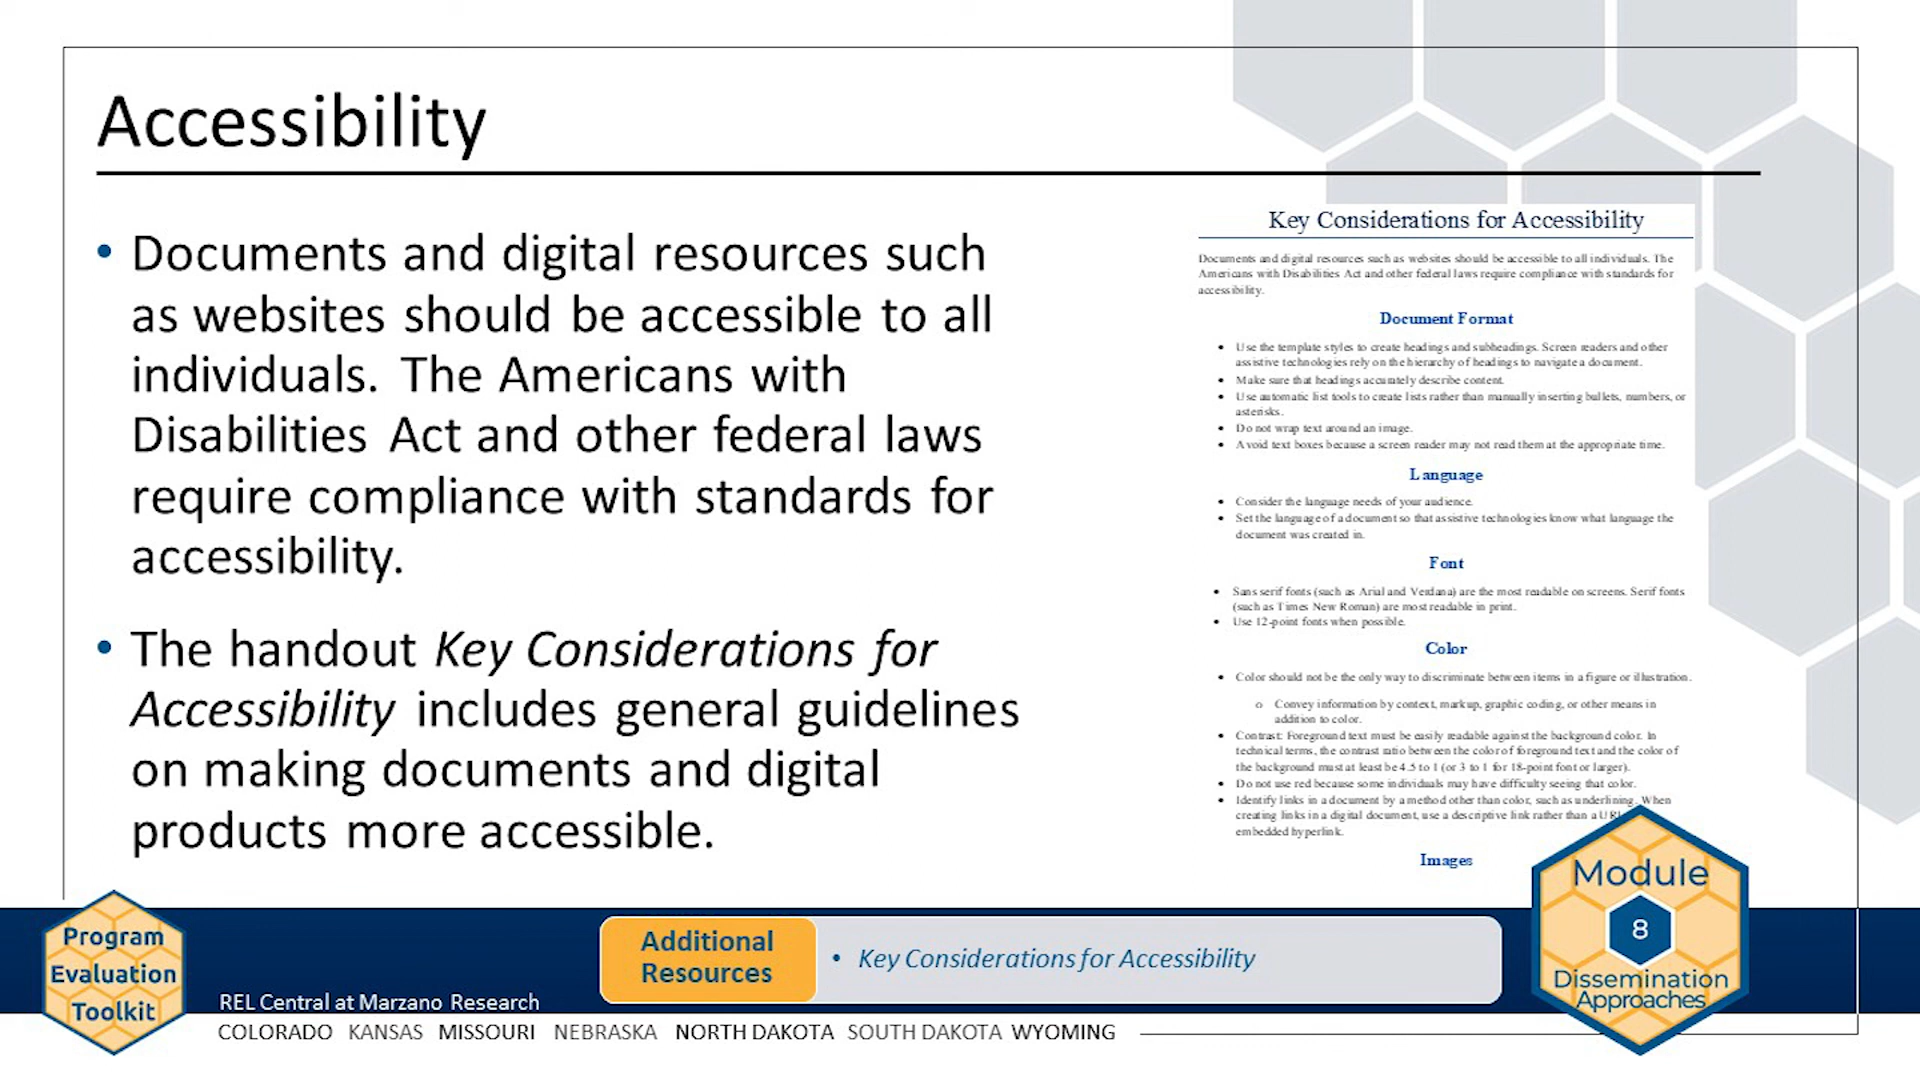 Accessibility
• Documents and digital resources such
as websites should be accessible to all
individuals. The Americans with
Disabilities Act and other federal laws
require compliance with standards for
accessibility.
• The handout Key Considerations for
Accessibility includes general guidelines
on making documents and digital
products more accessible.
Key Considerations for Accessibility
Documents and digital resources such as websites should be accessible to all individuals. The
Americans with Disabilities Act and other federal laws require compliance with standards for
accessibility.
Document Format
• Use the template styles to create headings and subheadings. Screen readers and other
assistive technologies rely on the hierarchy of headings to navigate a document.
• Make sure that headings accurately describe content.
• Use automatic list tools to create lists rather than manually inserting bullets, numbers, or
asterisks.
• Do not wrap text around an image.
• Avoid text boxes because a screen reader may not read them at the appropriate time.
Language
• Consider the language needs of your audience.
• Set the language of a document so that assistive technologies know what language the
document was created in.
Font
• Sans serif fonts (such as Arial and Verdana) are the most readable on screens. Serif fonts
(such as Times New Roman) are most readable in print.
• Use 12-point fonts when possible.
Color
• Color should not be the only way to discriminate between items in a figure or illustration.
o Convey information by context, markup, graphic coding, or other means in
addition to color.
• Contrast: Foreground text must be easily readable against the background color. In
technical terms, the contrast ratio between the color of foreground text and the color of
the background must at least be 4.5 to 1 (or 3 to 1 for 18-point font or larger).
• Do not use red because some individuals may have difficulty seeing that color.
• Identify links in a document by a method other than color, such as underlining. When
creating links in a digital document, use a descriptive link rather than a
embedded hyperlink.
Images
Program
Evaluation
Toolkit
Additional
Resources
• Key Considerations for Accessibility
Module
8
Dissemination
Approaches
REL Central at Marzano Research
COLORADO KANSAS MISSOURI NEBRASKA NORTH DAKOTA SOUTH DAKOTA WYOMING